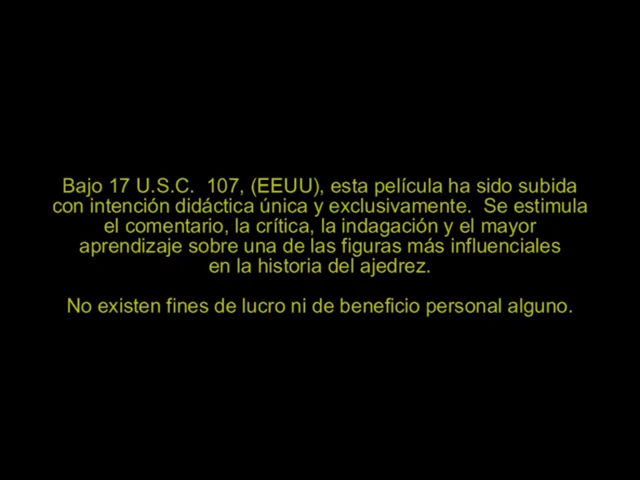 Bajo 17 U.S.C.  107, (EEUU), esta película ha sido subida
con intención didáctica única y exclusivamente.  Se estimula
el comentario, la crítica, la indagación y el mayor
aprendizaje sobre una de las figuras más influenciales
en la historia del ajedrez.
No existen fines de lucro ni de beneficio personal alguno.